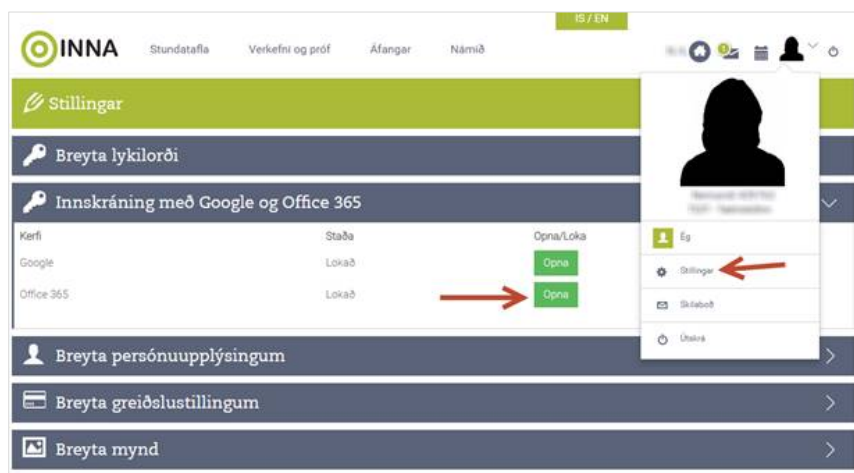 IS / EN
INNA Stundatafla Verkefni og próf Áfangar Námið
Stillingar
Breyta lykilorði
Innskráning með Google og Office 365
Kerfi Staða Opna/Loka
Google Lokað Opna
Office 365 Lokað Opna
Ég
Stillingar
Skilaboð
Útskrá
Breyta persónuupplýsingum
Breyta greiðslustillingum
Breyta mynd